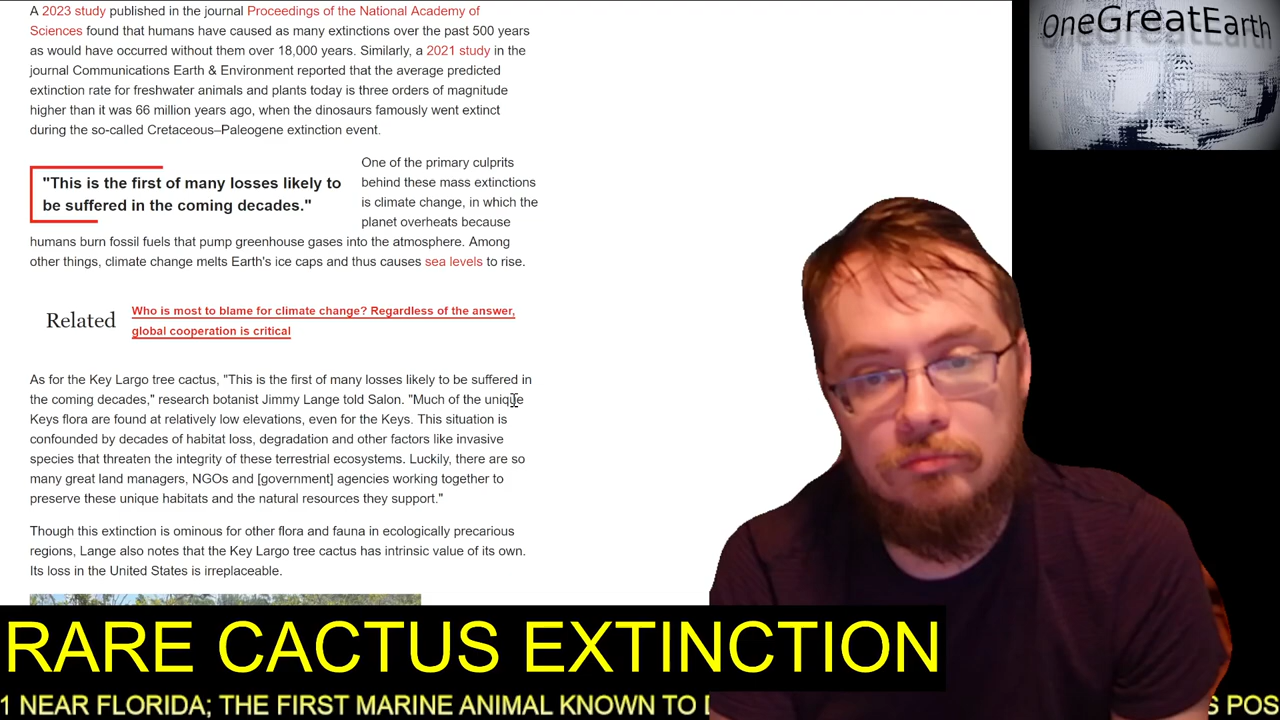 A 2023 study published in the journal Proceedings of the National Academy of
Sciences found that humans have caused as many extinctions over the past 500 years
as would have occurred without them over 18,000 years. Similarly, a 2021 study in the
journal Communications Earth & Environment reported that the average predicted
extinction rate for freshwater animals and plants today is three orders of magnitude
higher than it was 66 million years ago, when the dinosaurs famously went extinct
during the so-called Cretaceous–Paleogene extinction event.
"This is the first of many losses likely to
be suffered in the coming decades."
One of the primary culprits
behind these mass extinctions
is climate change, in which the
planet overheats because
humans burn fossil fuels that pump greenhouse gases into the atmosphere. Among
other things, climate change melts Earth's ice caps and thus causes sea levels to rise.
Related
Who is most to blame for climate change? Regardless of the answer,
global cooperation is critical
As for the Key Largo tree cactus, "This is the first of many losses likely to be suffered in
the coming decades," research botanist Jimmy Lange told Salon. "Much of the unique
Keys flora are found at relatively low elevations, even for the Keys. This situation is
confounded by decades of habitat loss, degradation and other factors like invasive
species that threaten the integrity of these terrestrial ecosystems. Luckily, there are so
many great land managers, NGOs and [government] agencies working together to
preserve these unique habitats and the natural resources they support."
Though this extinction is ominous for other flora and fauna in ecologically precarious
regions, Lange also notes that the Key Largo tree cactus has intrinsic value of its own.
Its loss in the United States is irreplaceable.
OneGreatEarth
RARE CACTUS EXTINCTION
1 NEAR FLORIDA; THE FIRST MARINE ANIMAL KNOWN TO